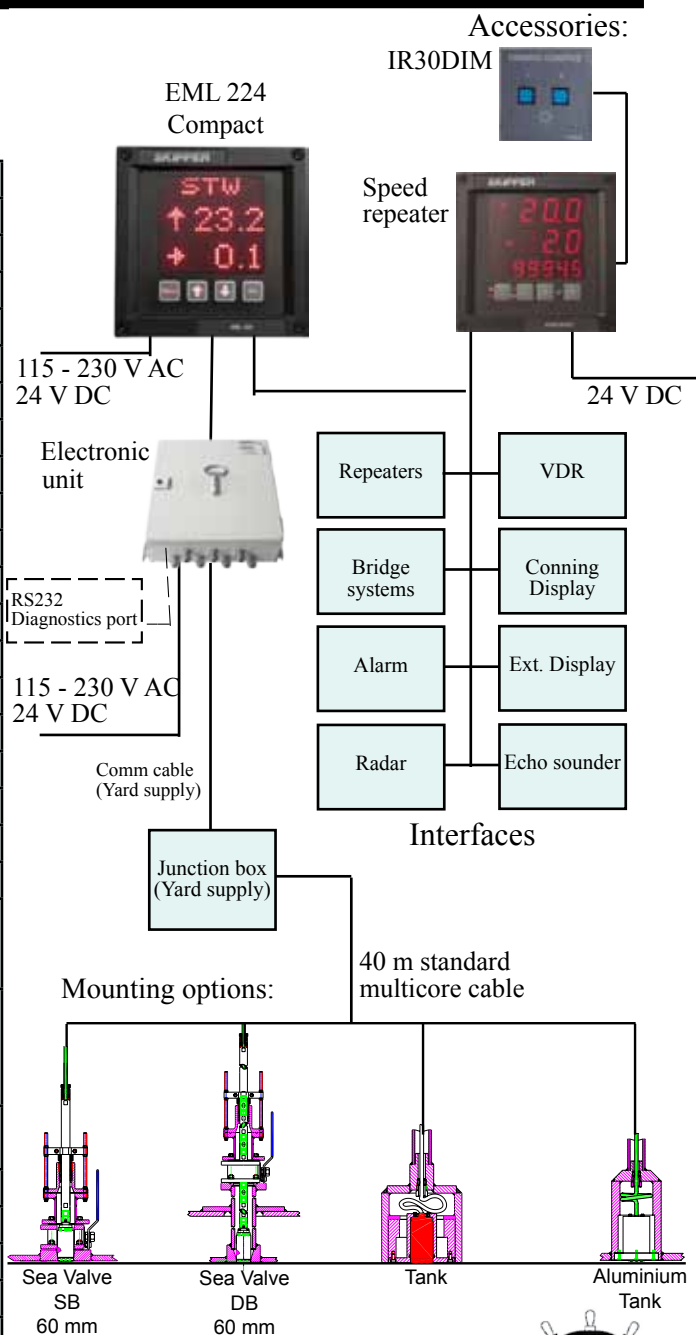 Accessories:
IR30DIM
EML 224
Compact
SKIPPER
STW
↑ 23.2
→ 0.1
Speed
repeater
SKIPPER
20.0
2.0
99945
115 - 230 V AC
24 V DC
24 V DC
Electronic
unit
RS232
Diagnostics port
115 - 230 V AC
24 V DC
Repeaters
VDR
Bridge
systems
Conning
Display
Alarm
Ext. Display
Radar
Echo sounder
Interfaces
Comm cable
(Yard supply)
Junction box
(Yard supply)
40 m standard
multicore cable
Mounting options:
Sea Valve
SB
60 mm
Sea Valve
DB
60 mm
Tank
Aluminium
Tank